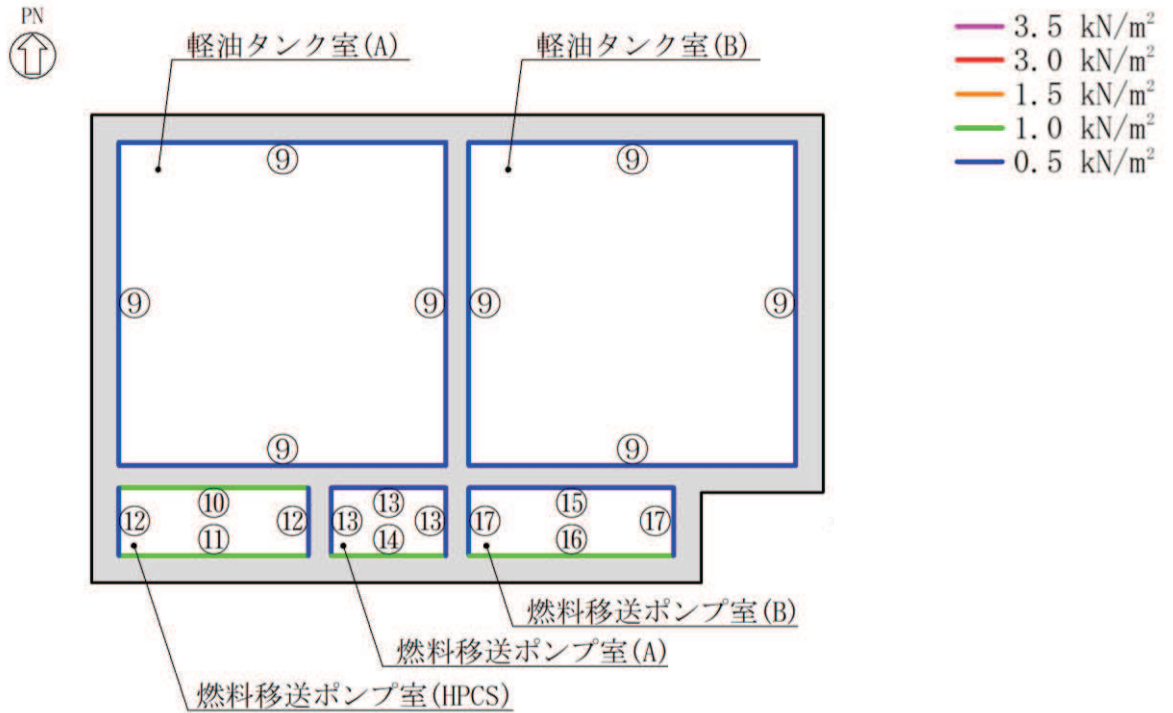 PN
軽油タンク室(A)
軽油タンク室(B)
3.5 kN/m²
3.0 kN/m²
1.5 kN/m²
1.0 kN/m²
0.5 kN/m²
⑨ ⑨
⑨ ⑨ ⑨ ⑨
⑨ ⑨
⑩ ⑬ ⑮
⑫ ⑫ ⑬ ⑬ ⑰ ⑰
⑪ ⑭ ⑯
燃料移送ポンプ室(B)
燃料移送ポンプ室(A)
燃料移送ポンプ室(HPCS)